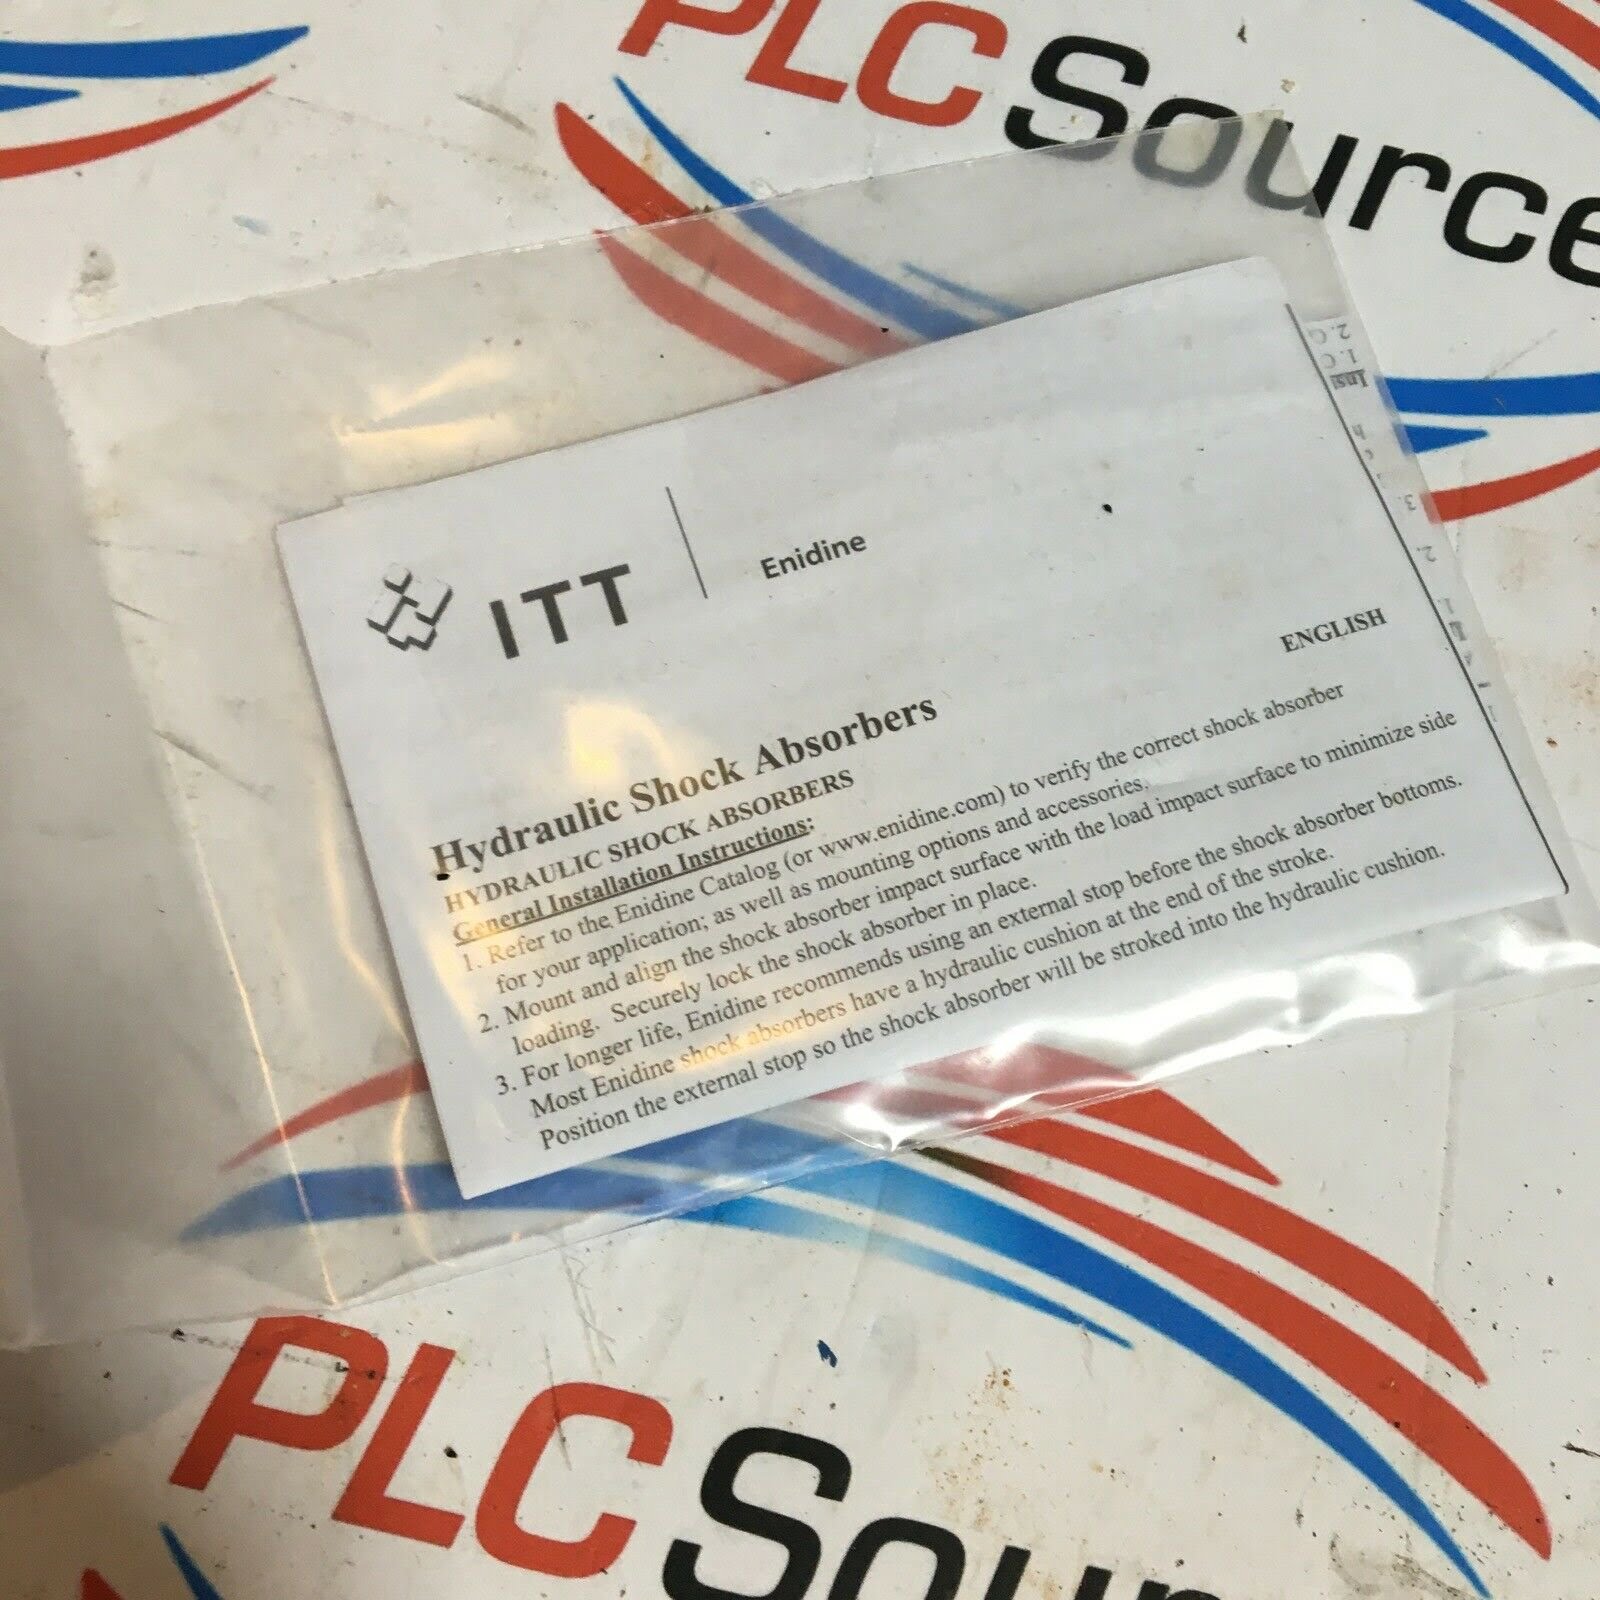 PLC Source
ITT
Enidine
ENGLISH
Hydraulic Shock Absorbers
HYDRAULIC SHOCK ABSORBERS
General Installation Instructions:
1. Refer to the Enidine Catalog (or www.enidine.com) to verify the correct shock absorber
for your application; as well as mounting options and accessories.
2. Mount and align the shock absorber impact surface with the load impact surface to minimize side
loading. Securely lock the shock absorber in place.
3. For longer life, Enidine recommends using an external stop before the shock absorber bottoms.
Most Enidine shock absorbers have a hydraulic cushion at the end of the stroke.
Position the external stop so the shock absorber will be stroked into the hydraulic cushion.
2.
1.
3.
2.
1.
PLC